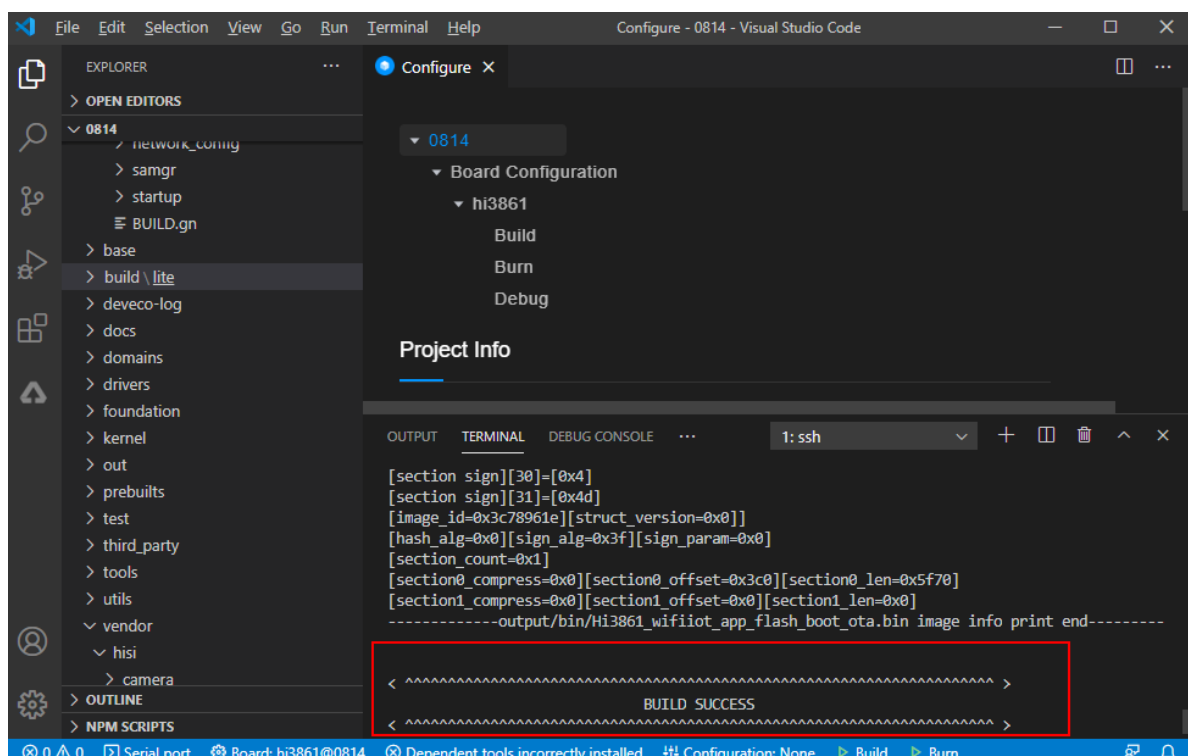 File Edit Selection View Go Run Terminal Help Configure - 0814 - Visual Studio Code
EXPLORER
Configure
OPEN EDITORS
0814
network_config
samgr
startup
BUILD.gn
base
build \ lite
deveco-log
docs
domains
drivers
foundation
kernel
out
prebuilts
test
third_party
tools
utils
vendor
hisi
camera
OUTLINE
NPM SCRIPTS
0814
Board Configuration
hi3861
Build
Burn
Debug
Project Info
OUTPUT TERMINAL DEBUG CONSOLE ··· 1: ssh
[section sign][30]=[0x4]
[section sign][31]=[0x4d]
[image_id=0x3c78961e][struct_version=0x0]]
[hash_alg=0x0][sign_alg=0x3f][sign_param=0x0]
[section_count=0x1]
[section0_compress=0x0][section0_offset=0x3c0][section0_len=0x5f70]
[section1_compress=0x0][section1_offset=0x0][section1_len=0x0]
-------------output/bin/Hi3861_wifiiot_app_flash_boot_ota.bin image info print end---------
< ^^^^^^^^^^^^^^^^^^^^^^^^^^^^^^^^^^^^^^^^^^^^^^^^^^^^^^^^^^^^^^^^^^^^^ >
BUILD SUCCESS
< ^^^^^^^^^^^^^^^^^^^^^^^^^^^^^^^^^^^^^^^^^^^^^^^^^^^^^^^^^^^^^^^^^^^^^ >
0 0 Serial port Board: hi3861@0814 Dependent tools incorrectly installed Configuration: None Build Burn